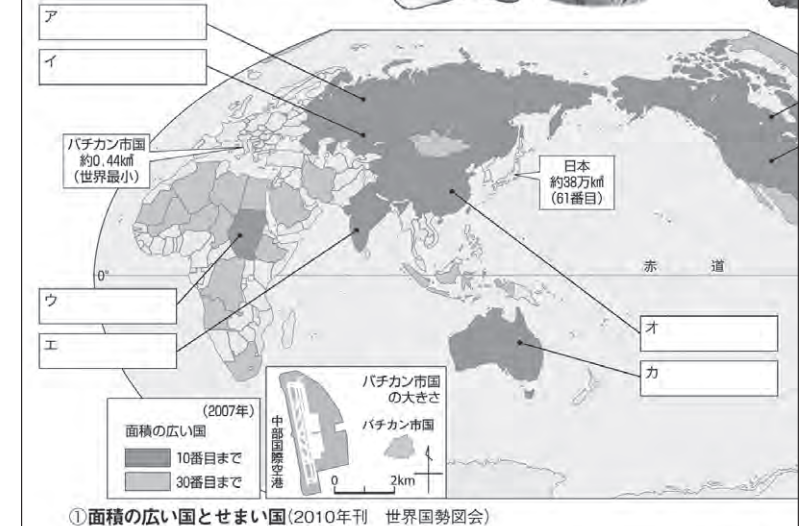 ア
イ
バチカン市国
約0.44km²
(世界最小)
日本
約38万km²
(61番目)
0°
赤 道
ウ
エ
オ
カ
(2007年)
面積の広い国
10番目まで
30番目まで
バチカン市国
の大きさ
バチカン市国
中部国際空港
0 2km
①面積の広い国とせまい国(2010年刊 世界国勢図会)